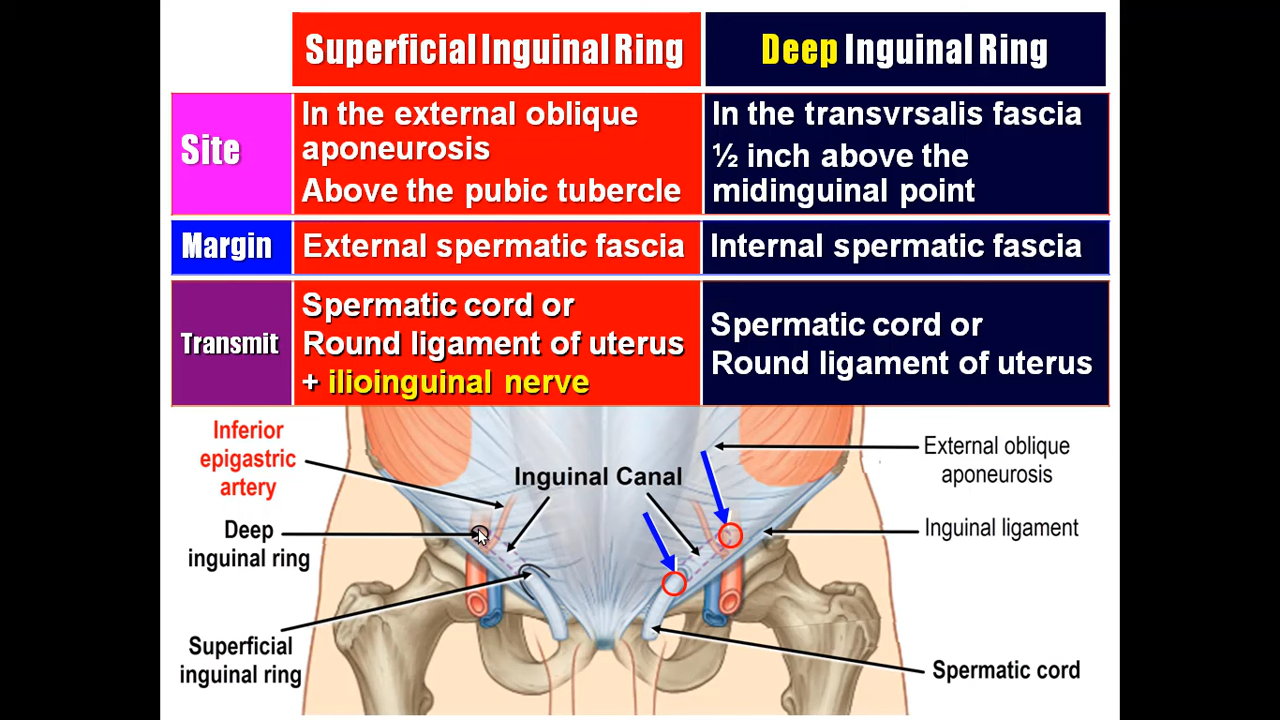 Superficial Inguinal Ring
Deep Inguinal Ring
Site
In the external oblique
aponeurosis
Above the pubic tubercle
In the transvrsalis fascia
½ inch above the
midinguinal point
Margin
External spermatic fascia
Internal spermatic fascia
Transmit
Spermatic cord or
Round ligament of uterus
+ ilioinguinal nerve
Spermatic cord or
Round ligament of uterus
Inferior
epigastric
artery
Deep
inguinal ring
Superficial
inguinal ring
Inguinal Canal
External oblique
aponeurosis
Inguinal ligament
Spermatic cord